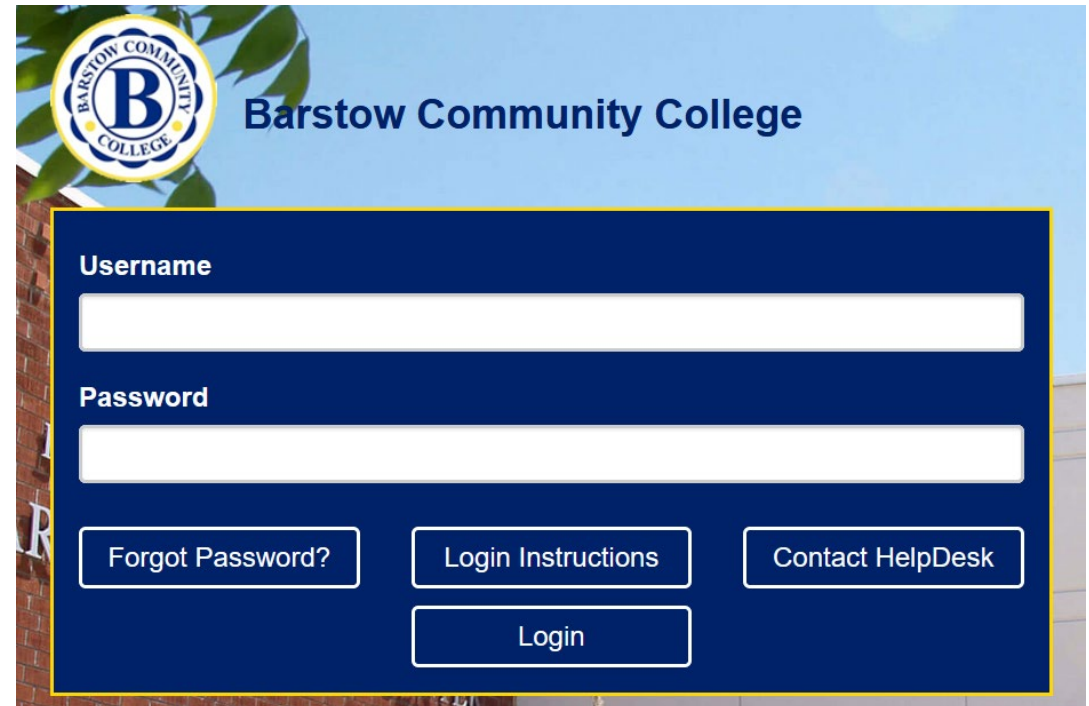 BARSTOW COMMUNITY COLLEGE
B
Barstow Community College
Username
Password
Forgot Password?
Login Instructions
Contact HelpDesk
Login